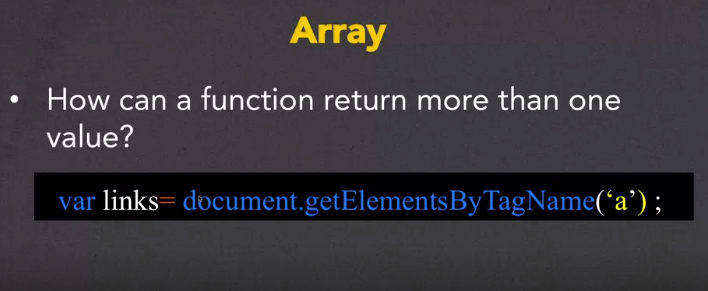 Array
• How can a function return more than one
value?
var links= document.getElementsByTagName(‘a’) ;